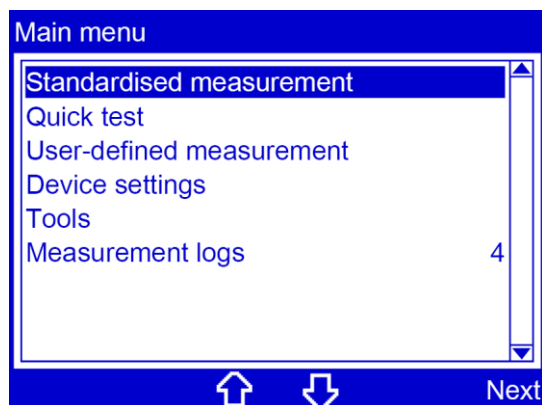 Main menu
Standardised measurement
Quick test
User-defined measurement
Device settings
Tools
Measurement logs 4
Next